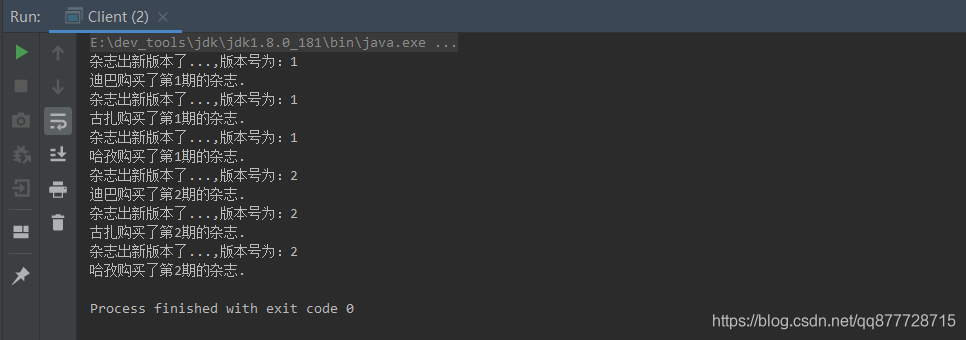 Run: Client (2)
E:\dev_tools\jdk\jdk1.8.0_181\bin\java.exe ...
杂志出新版本了...,版本号为: 1
迪巴购买了第1期的杂志.
杂志出新版本了...,版本号为: 1
古扎购买了第1期的杂志.
杂志出新版本了...,版本号为: 1
哈孜购买了第1期的杂志.
杂志出新版本了...,版本号为: 2
迪巴购买了第2期的杂志.
杂志出新版本了...,版本号为: 2
古扎购买了第2期的杂志.
杂志出新版本了...,版本号为: 2
哈孜购买了第2期的杂志.
Process finished with exit code 0
https://blog.csdn.net/qq877728715